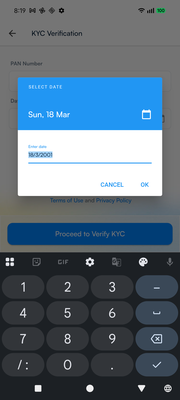 8:19
100
KYC Verification
PAN Number
SELECT DATE
Sun, 18 Mar
Enter date
18/3/2001
CANCEL OK
Terms of Use and Privacy Policy
Proceed to Verify KYC
GIF
1 2 3 –
4 5 6
7 8 9
/: 0 .